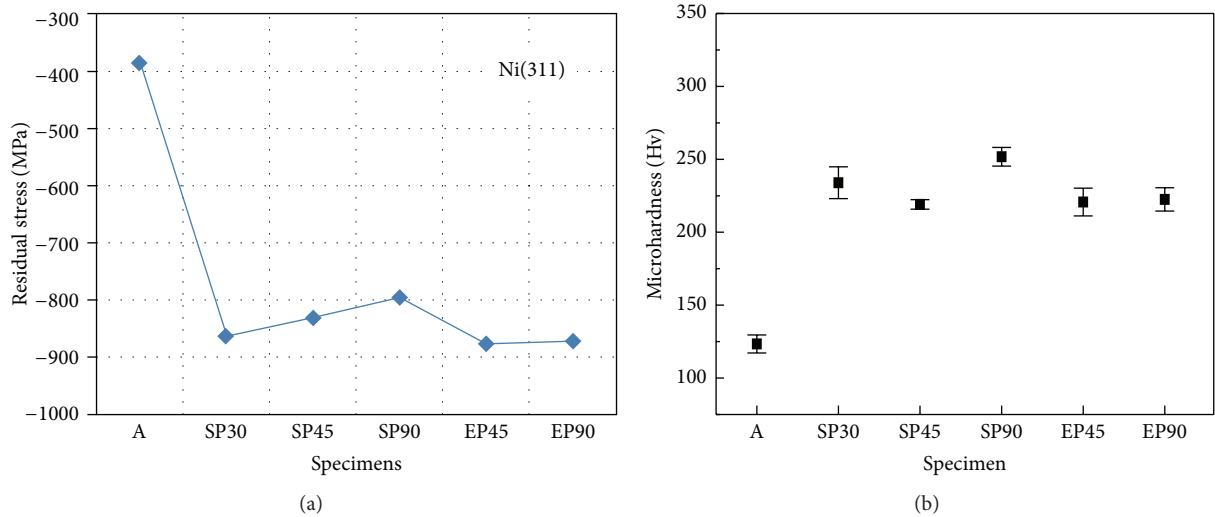 −300
−400
−500
−600
−700
−800
−900
−1000
Residual stress (MPa)
Ni(311)
A SP30 SP45 SP90 EP45 EP90
Specimens
(a)
350
300
250
200
150
100
Microhardness (Hv)
A SP30 SP45 SP90 EP45 EP90
Specimen
(b)